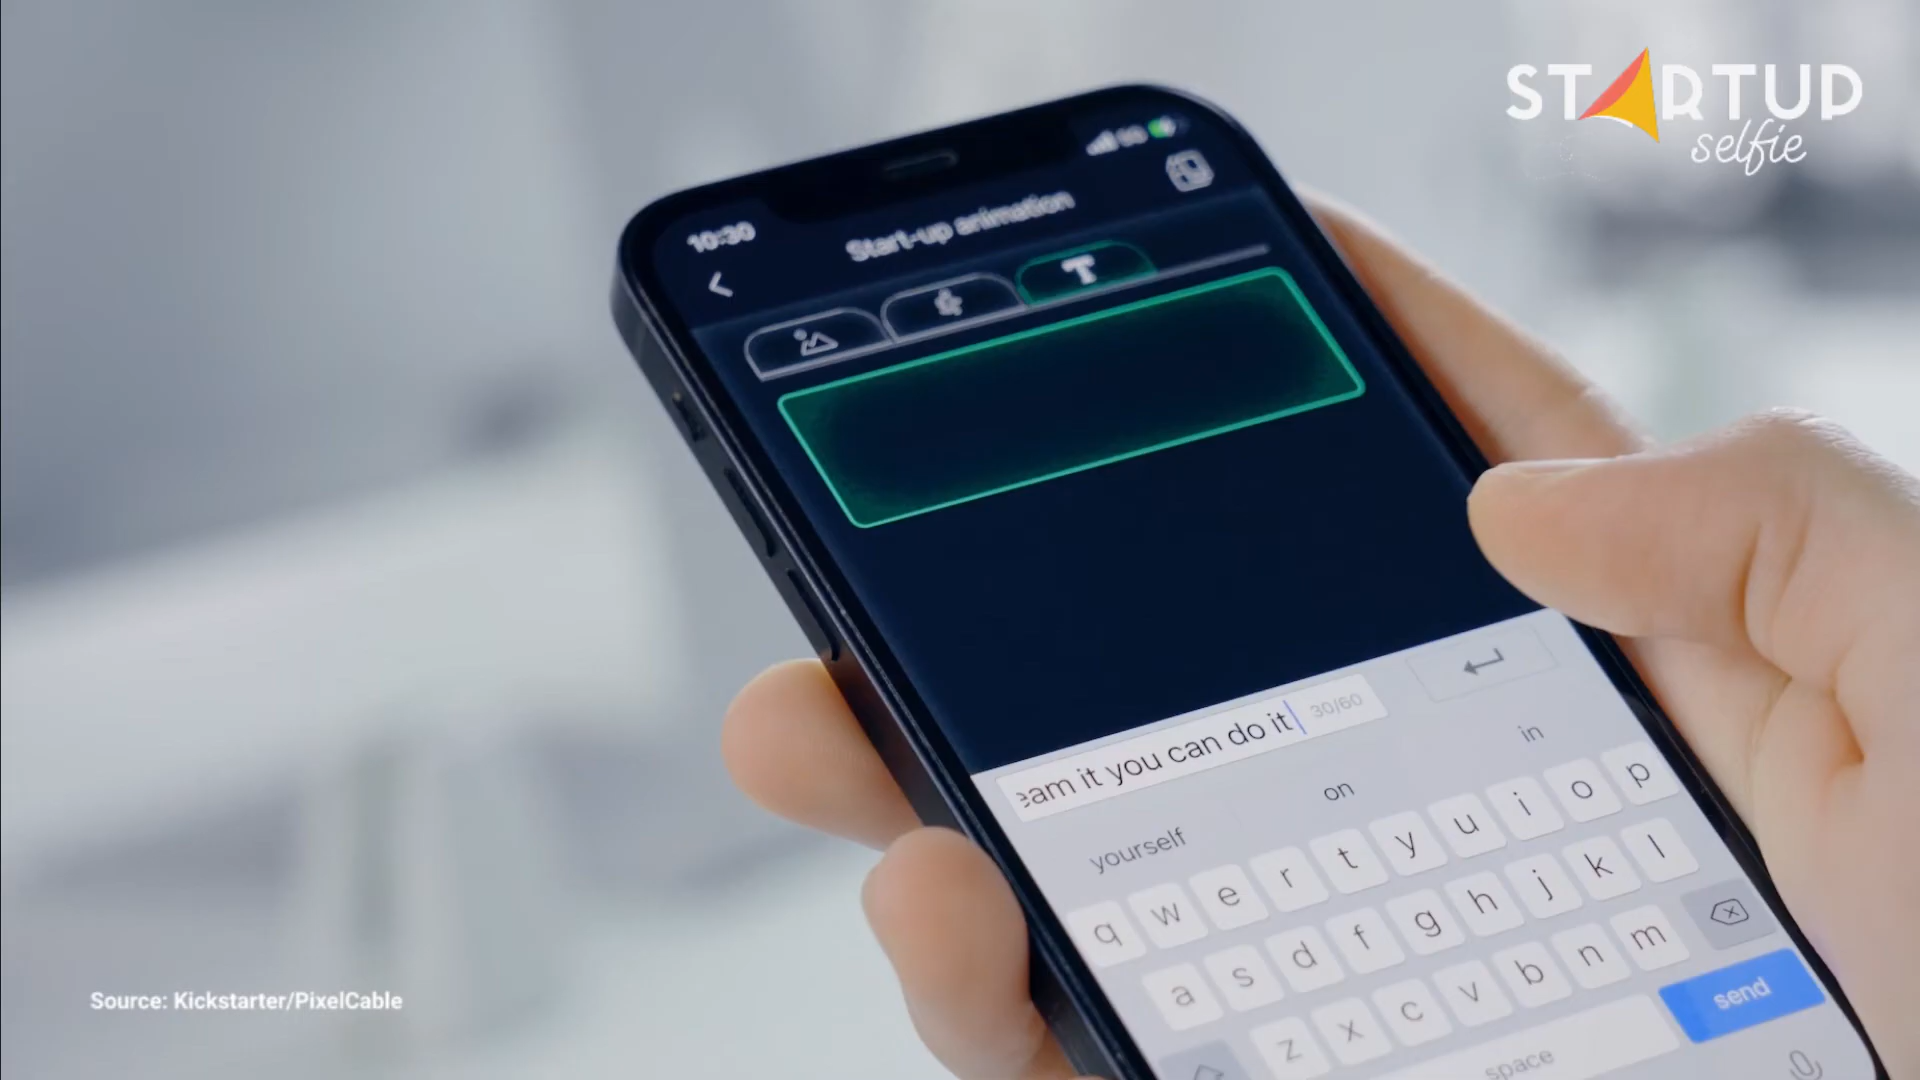 STARTUP
selfie
10:30
5G
Start-up animation
T
eam it you can do it
30/60
yourself
on
in
q w e r t y u i o p
a s d f g h j k l
z x c v b n m
space
send
Source: Kickstarter/PixelCable